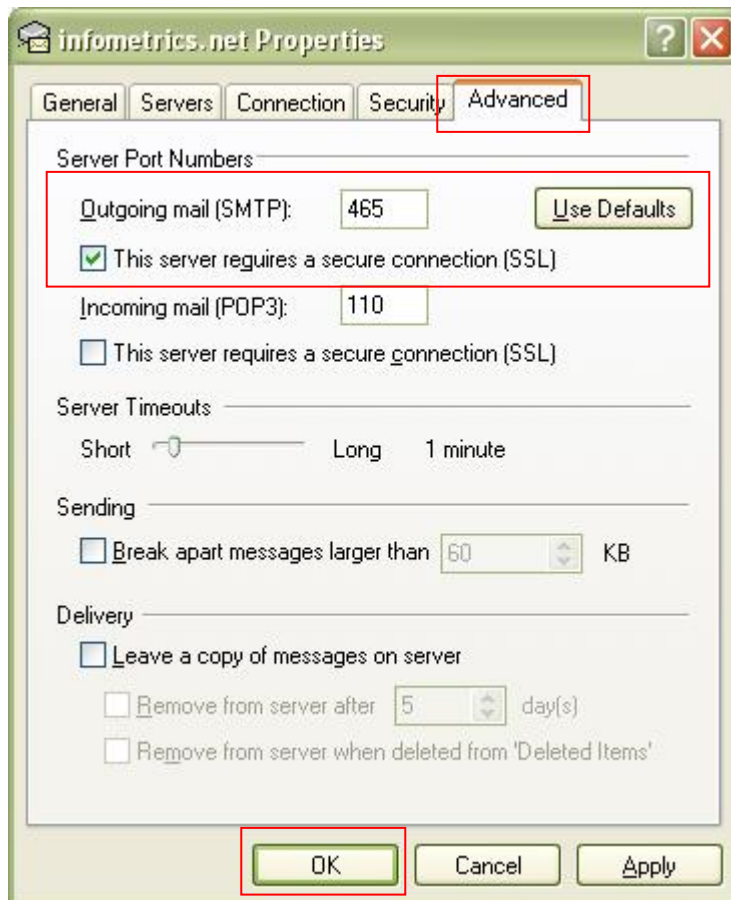 infometrics.net Properties
General Servers Connection Security Advanced
Server Port Numbers
Outgoing mail (SMTP): 465 Use Defaults
This server requires a secure connection (SSL)
Incoming mail (POP3): 110
This server requires a secure connection (SSL)
Server Timeouts
Short Long 1 minute
Sending
Break apart messages larger than 60 KB
Delivery
Leave a copy of messages on server
Remove from server after 5 day(s)
Remove from server when deleted from 'Deleted Items'
OK Cancel Apply